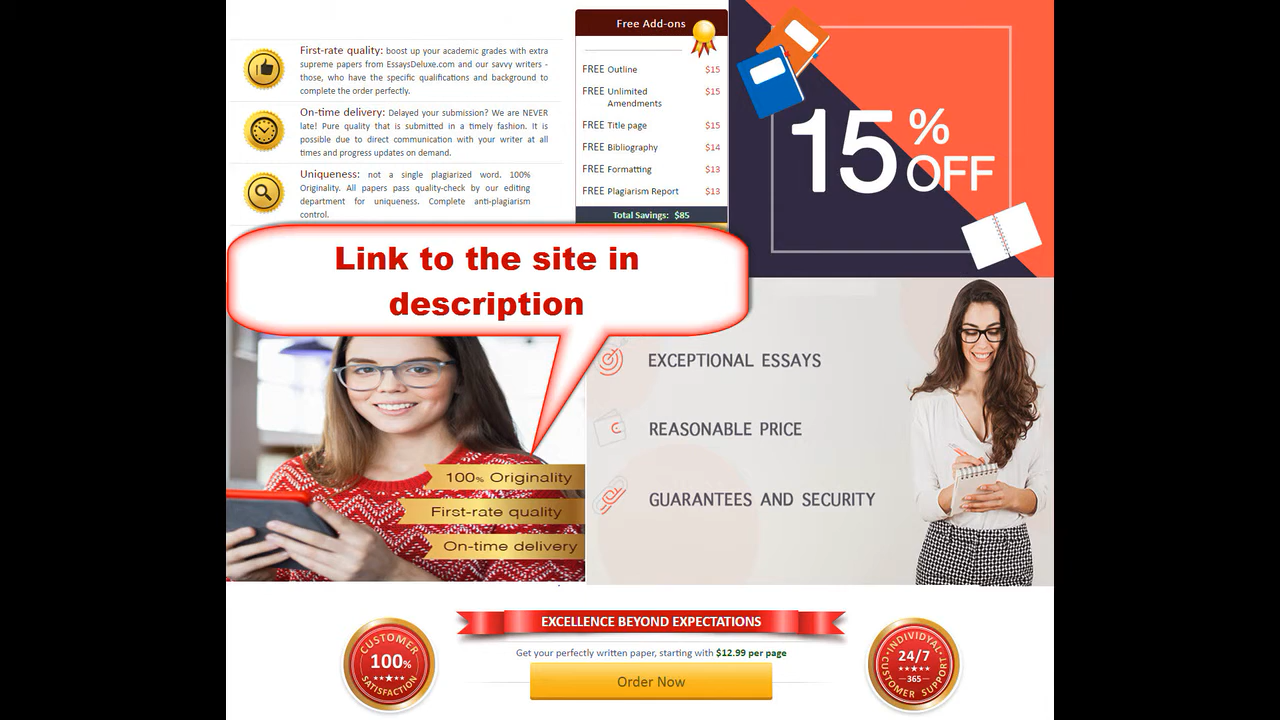 First-rate quality: boost up your academic grades with extra
supreme papers from EssaysDeluxe.com and our savvy writers -
those, who have the specific qualifications and background to
complete the order perfectly.
On-time delivery: Delayed your submission? We are NEVER
late! Pure quality that is submitted in a timely fashion. It is
possible due to direct communication with your writer at all
times and progress updates on demand.
Uniqueness: not a single plagiarized word. 100%
Originality. All papers pass quality-check by our editing
department for uniqueness. Complete anti-plagiarism
control.
Free Add-ons
FREE Outline $15
FREE Unlimited $15
Amendments
FREE Title page $15
FREE Bibliography $14
FREE Formatting $13
FREE Plagiarism Report $13
Total Savings: $85
15%
OFF
Link to the site in
description
100% Originality
First-rate quality
On-time delivery
EXCEPTIONAL ESSAYS
REASONABLE PRICE
GUARANTEES AND SECURITY
CUSTOMER
100%
SATISFACTION
EXCELLENCE BEYOND EXPECTATIONS
Get your perfectly written paper, starting with $12.99 per page
Order Now
INDIVIDYAL
24/7
365
CUSTOMER SUPPORT